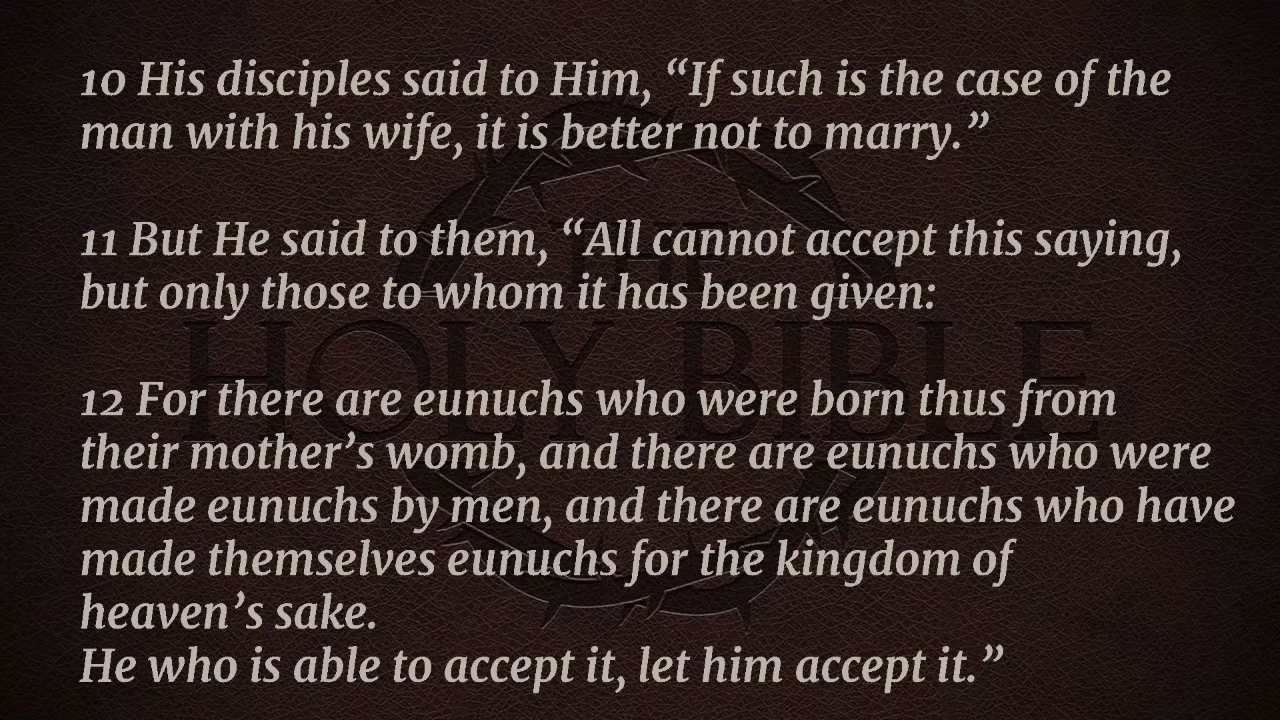 10 His disciples said to Him, “If such is the case of the
man with his wife, it is better not to marry.”
11 But He said to them, “All cannot accept this saying,
but only those to whom it has been given:
THE
HOLY BIBLE
12 For there are eunuchs who were born thus from
their mother’s womb, and there are eunuchs who were
made eunuchs by men, and there are eunuchs who have
made themselves eunuchs for the kingdom of
heaven’s sake.
He who is able to accept it, let him accept it.”